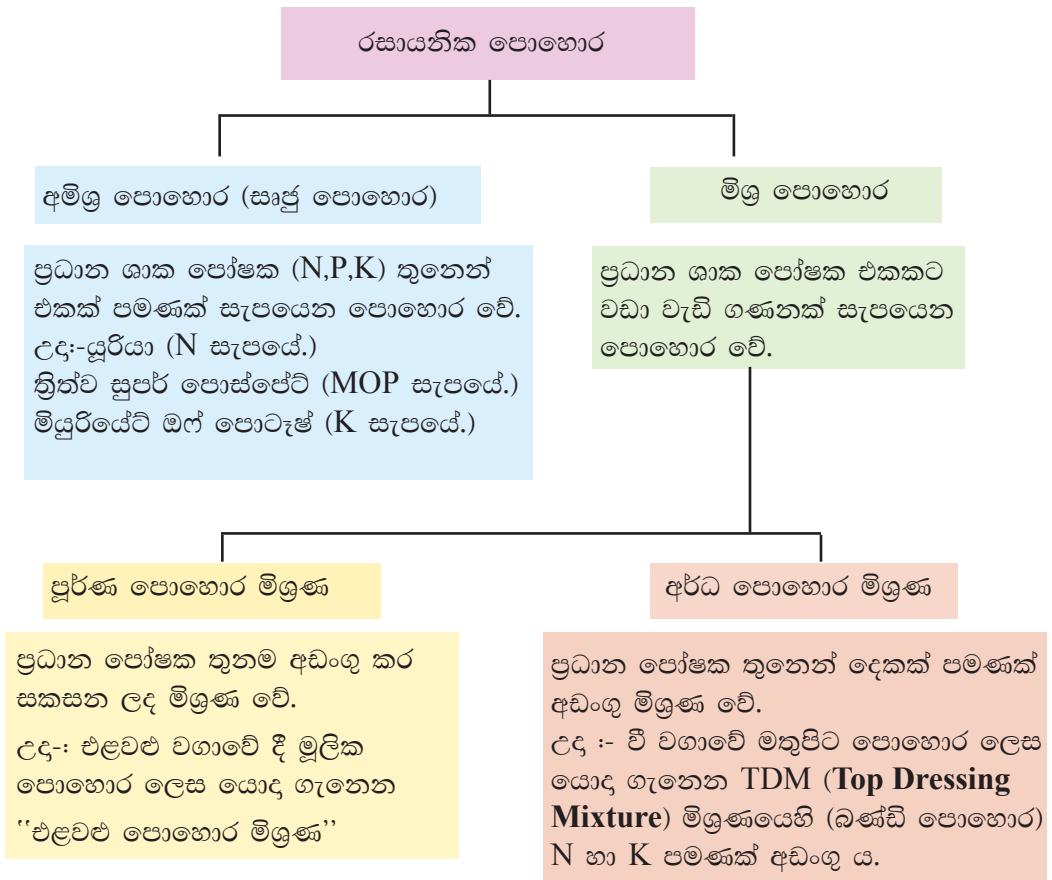 රසායනික පොහොර
අමිශ්‍ර පොහොර (සෘජු පොහොර)
ප්‍රධාන ශාක පෝෂක (N,P,K) තුනෙන්
එකක් පමණක් සැපයෙන පොහොර වේ.
උදා:-යූරියා (N සැපයේ.)
ත්‍රිත්ව සුපර් පොස්පේට් (MOP සැපයේ.)
මියුරියේට් ඔෆ් පොටෑෂ් (K සැපයේ.)
මිශ්‍ර පොහොර
ප්‍රධාන ශාක පෝෂක එකකට
වඩා වැඩි ගණනක් සැපයෙන
පොහොර වේ.
පූර්ණ පොහොර මිශ්‍රණ
ප්‍රධාන පෝෂක තුනම අඩංගු කර
සකසන ලද මිශ්‍රණ වේ.
උදා-: එළවළු වගාවේ දී මූලික
පොහොර ලෙස යොදා ගැනෙන
‘‘එළවළු පොහොර මිශ්‍රණ’’
අර්ධ පොහොර මිශ්‍රණ
ප්‍රධාන පෝෂක තුනෙන් දෙකක් පමණක්
අඩංගු මිශ්‍රණ වේ.
උදා :- වී වගාවේ මතුපිට පොහොර ලෙස
යොදා ගැනෙන TDM (Top Dressing
Mixture) මිශ්‍රණයෙහි (බණ්ඩි පොහොර)
N හා K පමණක් අඩංගු ය.